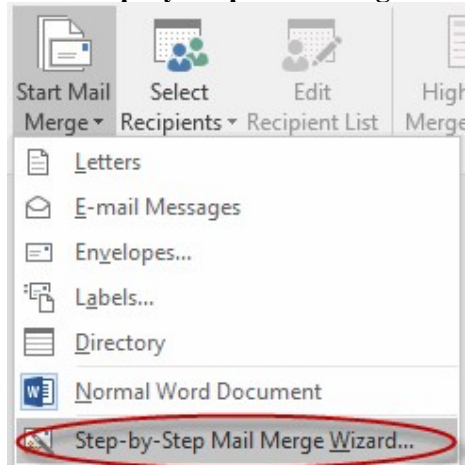 Start Mail Select Edit High
Merge Recipients Recipient List Merge
Letters
E-mail Messages
Envelopes...
Labels...
Directory
Normal Word Document
Step-by-Step Mail Merge Wizard...